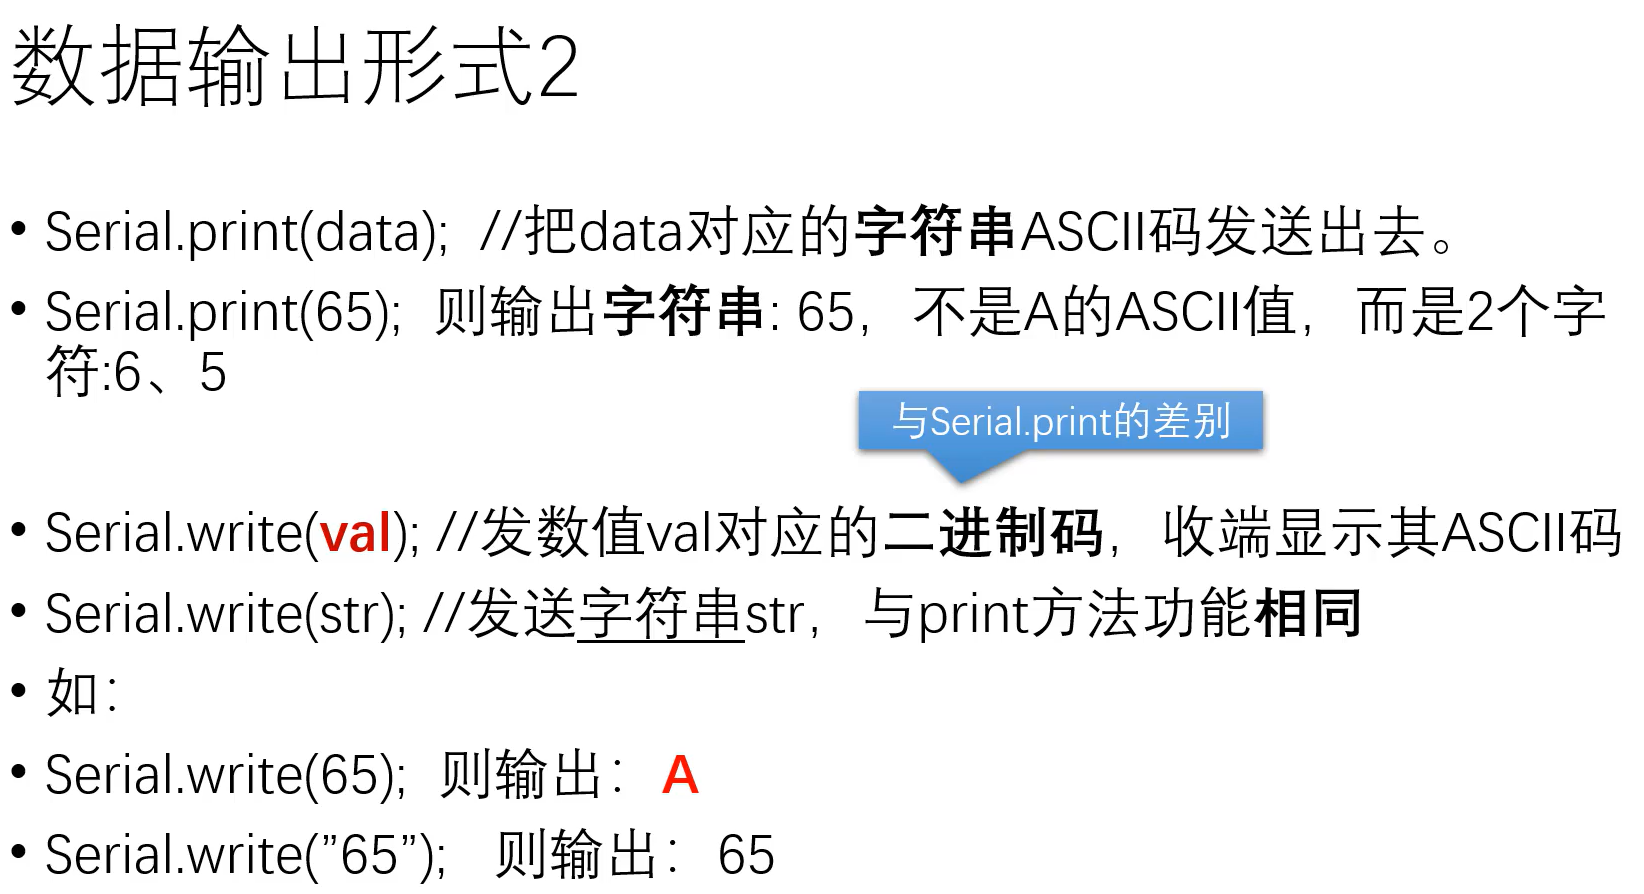 数据输出形式2
• Serial.print(data);  //把data对应的字符串ASCII码发送出去。
• Serial.print(65);  则输出字符串: 65，不是A的ASCII值，而是2个字
符:6、5
与Serial.print的差别
• Serial.write(val); //发数值val对应的二进制码，收端显示其ASCII码
• Serial.write(str); //发送字符串str，与print方法功能相同
• 如：
• Serial.write(65);  则输出：A
• Serial.write(”65”);   则输出：65